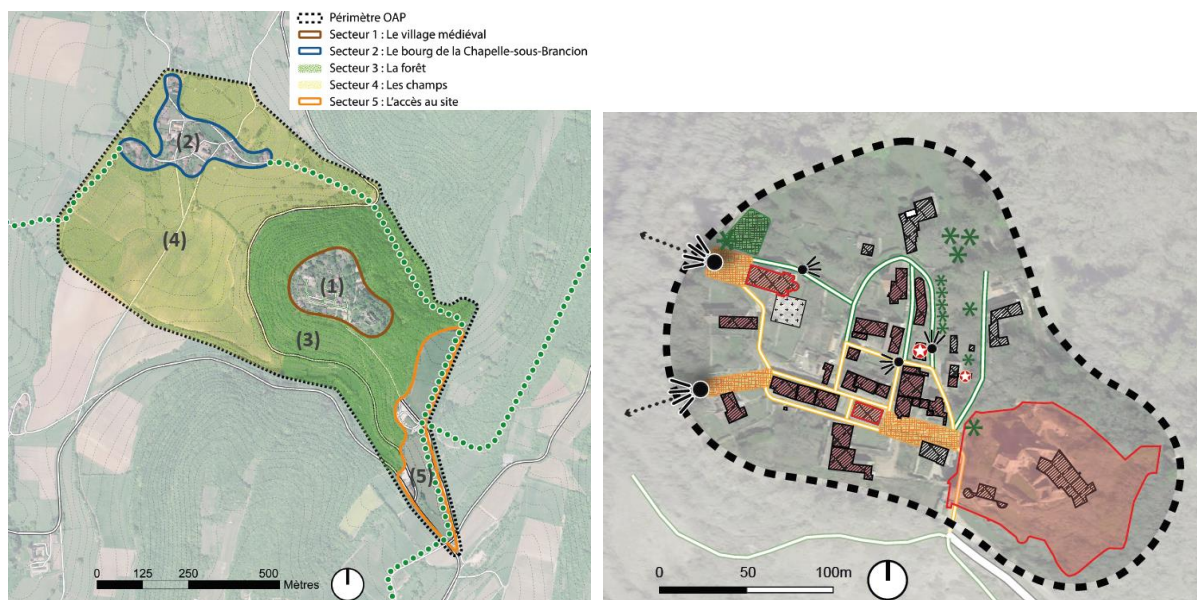 Périmètre OAP
Secteur 1 : Le village médiéval
Secteur 2 : Le bourg de la Chapelle-sous-Brancion
Secteur 3 : La forêt
Secteur 4 : Les champs
Secteur 5 : L'accès au site
(2)
(4)
(1)
(3)
(5)
0 125 250 500
Mètres
0 50 100m